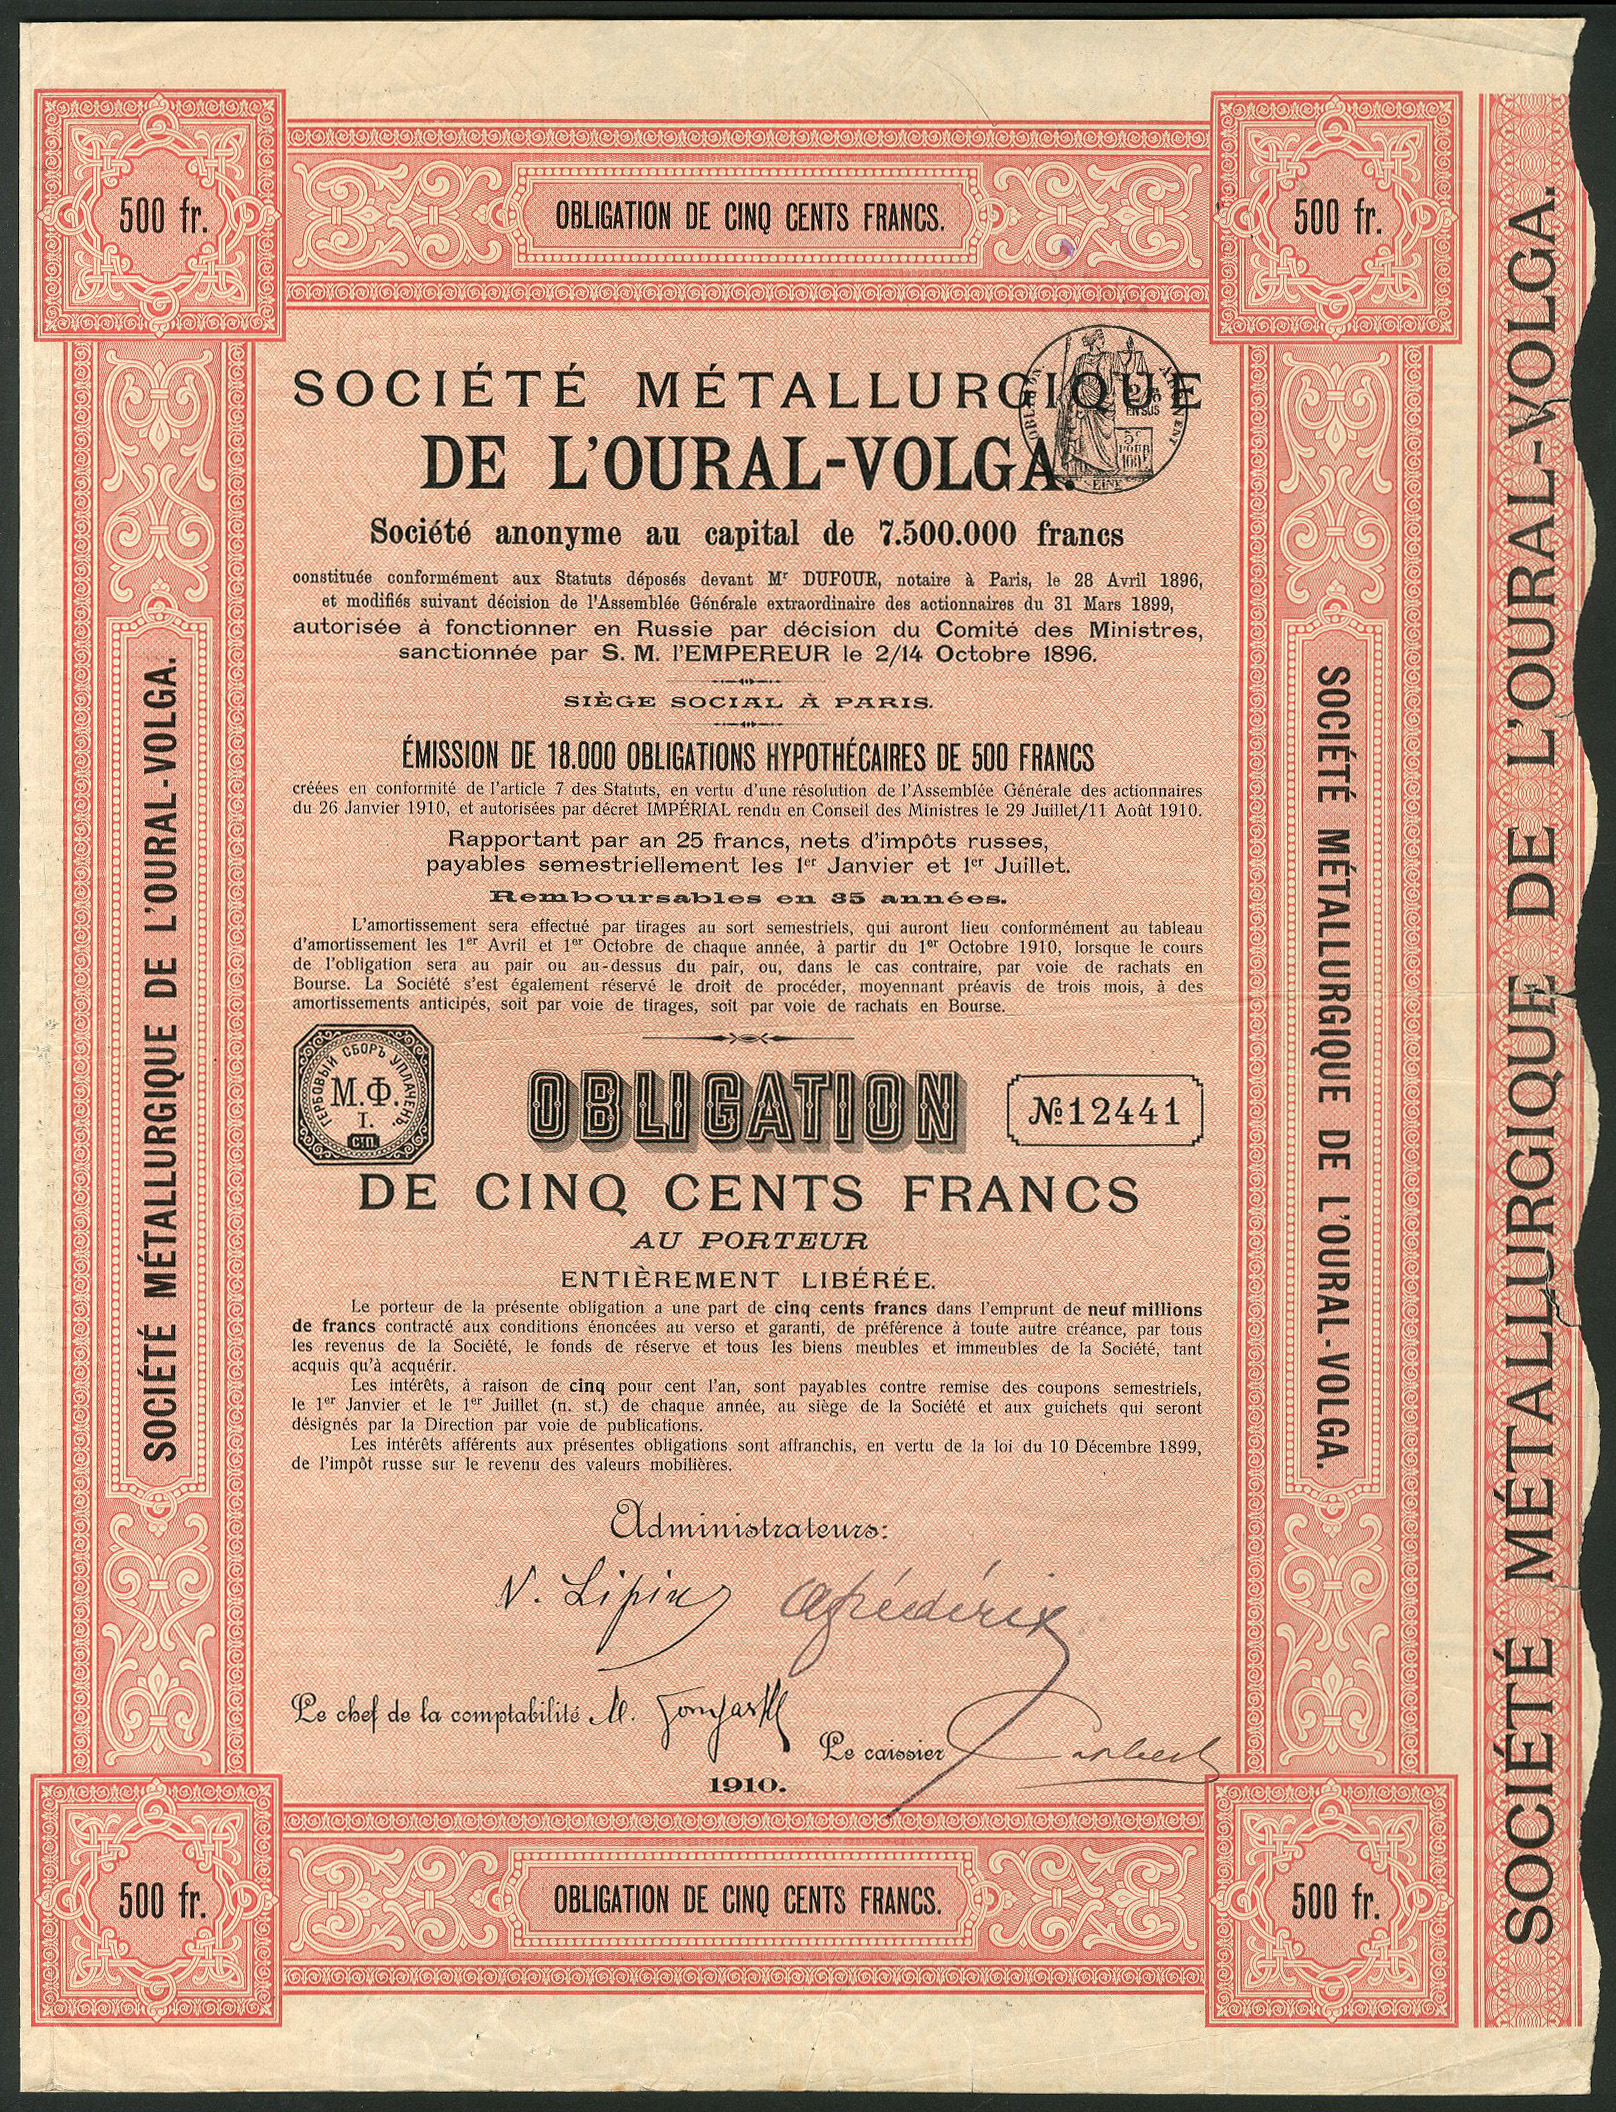 500 fr.
OBLIGATION DE CINQ CENTS FRANCS.
500 fr.
SOCIÉTÉ MÉTALLURGIQUE
DE L'OURAL-VOLGA.
OBLIGON
2/10
EN SUS
5c
POUR
100F
Société anonyme au capital de 7.500.000 francs
constituée conformément aux Statuts déposés devant Mr DUFOUR, notaire à Paris, le 28 Avril 1896,
et modifiés suivant décision de l'Assemblée Générale extraordinaire des actionnaires du 31 Mars 1899,
autorisée à fonctionner en Russie par décision du Comité des Ministres,
sanctionnée par S. M. l'EMPEREUR le 2/14 Octobre 1896.
SIÈGE SOCIAL À PARIS.
ÉMISSION DE 18.000 OBLIGATIONS HYPOTHÉCAIRES DE 500 FRANCS
créées en conformité de l'article 7 des Statuts, en vertu d'une résolution de l'Assemblée Générale des actionnaires
du 26 Janvier 1910, et autorisées par décret IMPÉRIAL rendu en Conseil des Ministres le 29 Juillet/11 Août 1910.
Rapportant par an 25 francs, nets d'impôts russes,
payables semestriellement les 1er Janvier et 1er Juillet.
Remboursables en 35 années.
L'amortissement sera effectué par tirages au sort semestriels, qui auront lieu conformément au tableau
d'amortissement les 1er Avril et 1er Octobre de chaque année, à partir du 1er Octobre 1910, lorsque le cours
de l'obligation sera au pair ou au-dessus du pair, ou, dans le cas contraire, par voie de rachats en
Bourse. La Société s'est également réservé le droit de procéder, moyennant préavis de trois mois, à des
amortissements anticipés, soit par voie de tirages, soit par voie de rachats en Bourse.
ГЕРБОВЫЙ СБОРЪ УПЛАЧЕНЪ
М.Ф.
I.
СП.
OBLIGATION
№ 12441
DE CINQ CENTS FRANCS
AU PORTEUR
ENTIÈREMENT LIBÉRÉE.
Le porteur de la présente obligation a une part de cinq cents francs dans l'emprunt de neuf millions
de francs contracté aux conditions énoncées au verso et garanti, de préférence à toute autre créance, par tous
les revenus de la Société, le fonds de réserve et tous les biens meubles et immeubles de la Société, tant
acquis qu'à acquérir.
Les intérêts, à raison de cinq pour cent l'an, sont payables contre remise des coupons semestriels,
le 1er Janvier et le 1er Juillet (n. st.) de chaque année, au siège de la Société et aux guichets qui seront
désignés par la Direction par voie de publications.
Les intérêts afférents aux présentes obligations sont affranchis, en vertu de la loi du 10 Décembre 1899,
de l'impôt russe sur le revenu des valeurs mobilières.
Administrateurs:
Le chef de la comptabilité
Le caissier
1910.
500 fr.
OBLIGATION DE CINQ CENTS FRANCS.
500 fr.
SOCIÉTÉ MÉTALLURGIQUE DE L'OURAL-VOLGA.
SOCIÉTÉ MÉTALLURGIQUE DE L'OURAL-VOLGA.
SOCIÉTÉ MÉTALLURGIQUE DE L'OURAL-VOLGA.